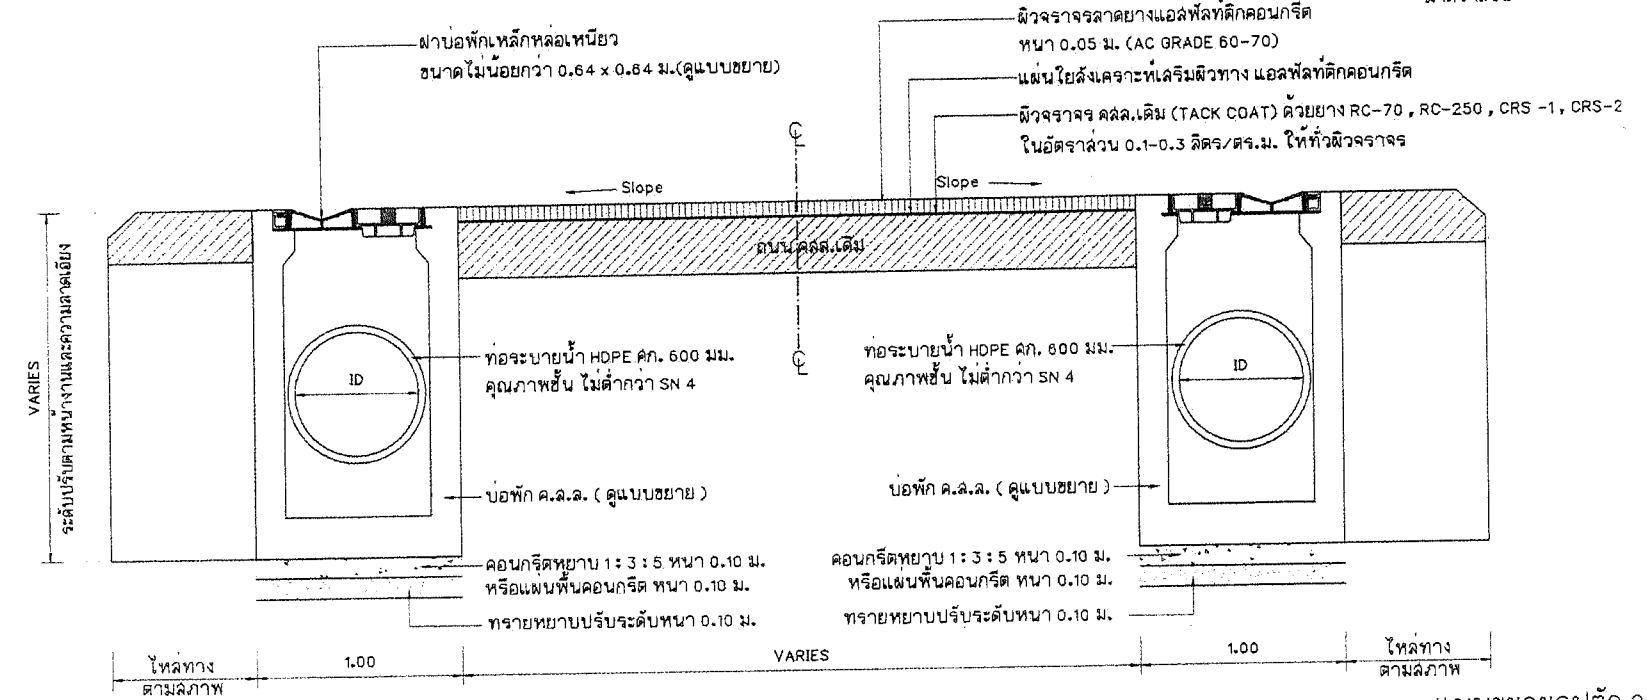 ผิวจราจรลาดยางแอสฟัลท์ติกคอนกรีต
หนา 0.05 ม. (AC GRADE 60-70)
ฝาบ่อพักเหล็กหล่อเหนียว
ขนาดไม่น้อยกว่า 0.64 x 0.64 ม.(ดูแบบขยาย)
แผ่นใยสังเคราะห์เสริมผิวทาง แอลฟัลท์ติกคอนกรีต
ผิวจราจร คสล.เดิม (TACK COAT) ด้วยยาง RC-70 , RC-250 , CRS -1, CRS-2
ในอัตราส่วน 0.1-0.3 ลิตร/ตร.ม. ให้ทั่วผิวจราจร
Slope
Slope
ถนน คสล.เดิม
VARIES
ระดับปรับตามหน้างานและความลาดเอียง
ท่อระบายน้ำ HDPE ศก. 600 มม.
คุณภาพชั้น ไม่ต่ำกว่า SN 4
ท่อระบายน้ำ HDPE ศก. 600 มม.
คุณภาพชั้น ไม่ต่ำกว่า SN 4
ID
ID
บ่อพัก ค.ส.ล. ( ดูแบบขยาย )
บ่อพัก ค.ส.ล. ( ดูแบบขยาย )
คอนกรีตหยาบ 1: 3 : 5 หนา 0.10 ม.
หรือแผ่นพื้นคอนกรีต หนา 0.10 ม.
คอนกรีตหยาบ 1: 3 : 5 หนา 0.10 ม.
หรือแผ่นพื้นคอนกรีต หนา 0.10 ม.
ทรายหยาบปรับระดับหนา 0.10 ม.
ทรายหยาบปรับระดับหนา 0.10 ม.
ไหล่ทาง
ตามสภาพ
1.00
VARIES
1.00
ไหล่ทาง
ตามสภาพ